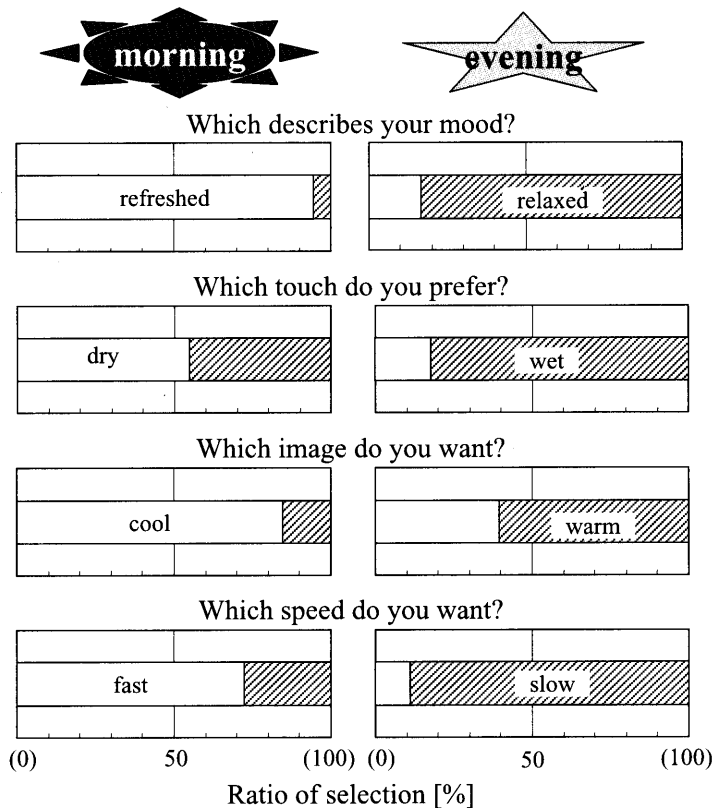 morning evening
Which describes your mood?
refreshed relaxed
Which touch do you prefer?
dry wet
Which image do you want?
cool warm
Which speed do you want?
fast slow
(0) 50 (100) (0) 50 (100)
Ratio of selection [%]